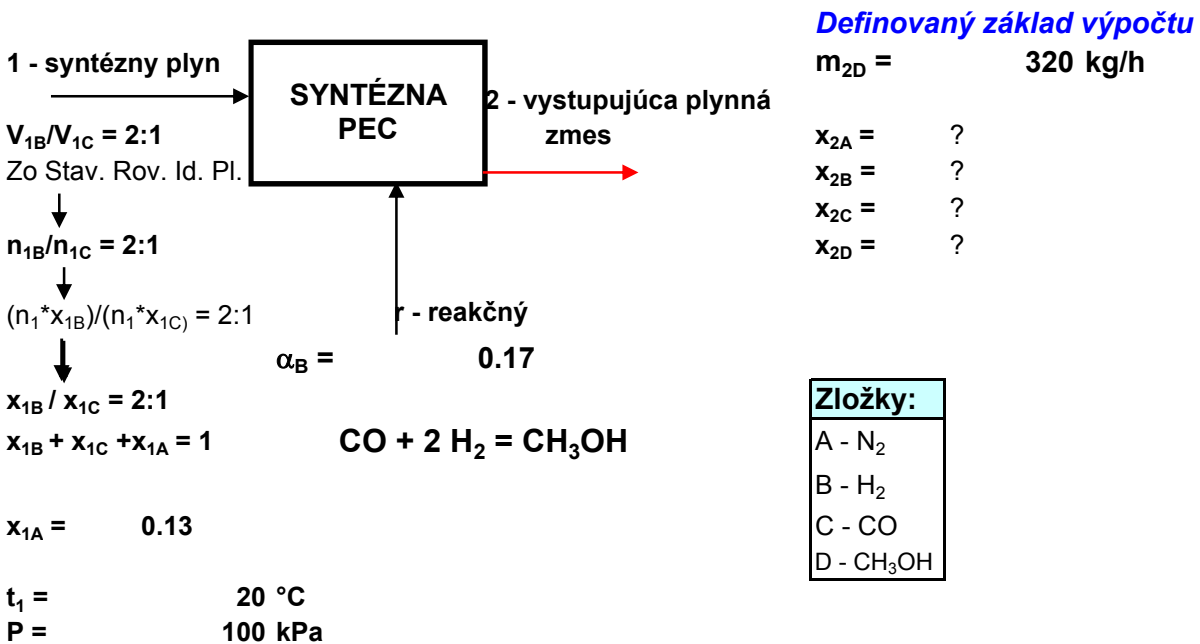 Definovaný základ výpočtu
m2D = 320 kg/h
1 - syntézny plyn
SYNTÉZNA
PEC
2 - vystupujúca plynná
zmes
V1B/V1C = 2:1
Zo Stav. Rov. Id. Pl.
x2A = ?
x2B = ?
x2C = ?
x2D = ?
n1B/n1C = 2:1
(n1*x1B)/(n1*x1C) = 2:1
r - reakčný
αB = 0.17
x1B / x1C = 2:1
x1B + x1C +x1A = 1
CO + 2 H2 = CH3OH
Zložky:
A - N2
B - H2
C - CO
D - CH3OH
x1A = 0.13
t1 = 20 °C
P = 100 kPa